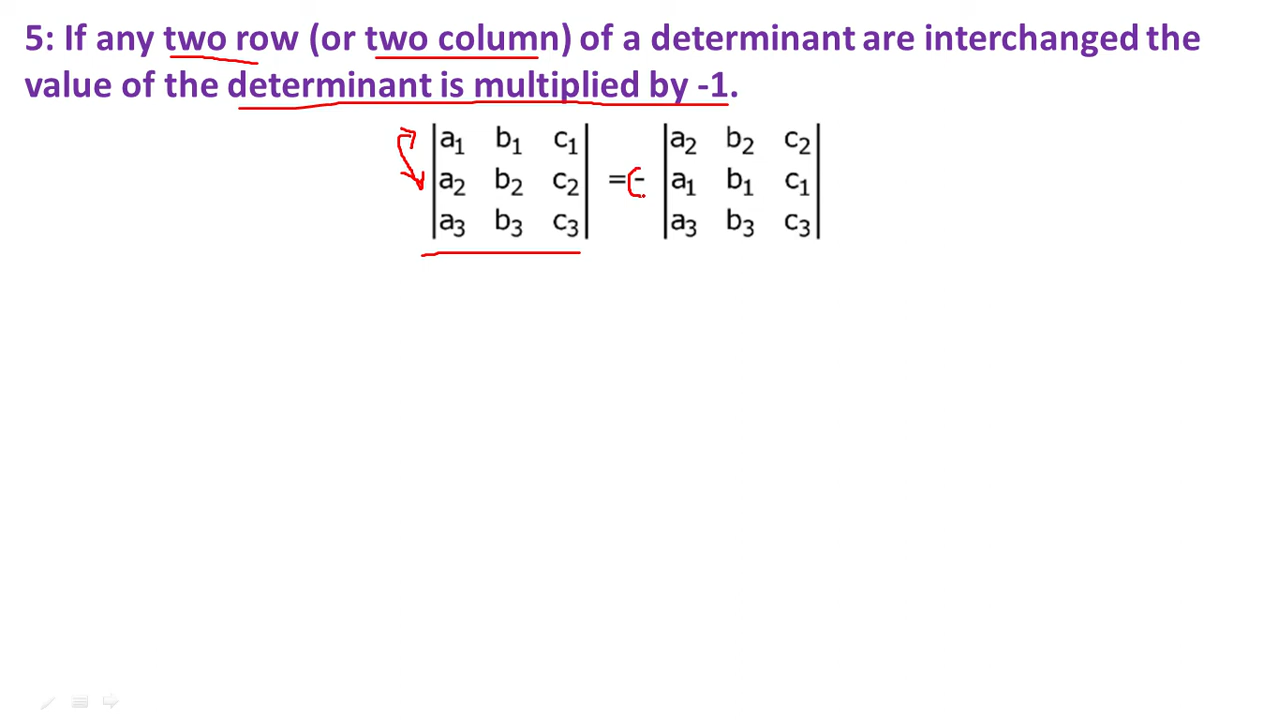 5: If any two row (or two column) of a determinant are interchanged the
value of the determinant is multiplied by -1.
|a₁ b₁ c₁| |a₂ b₂ c₂|
|a₂ b₂ c₂| =(- |a₁ b₁ c₁|
|a₃ b₃ c₃| |a₃ b₃ c₃|